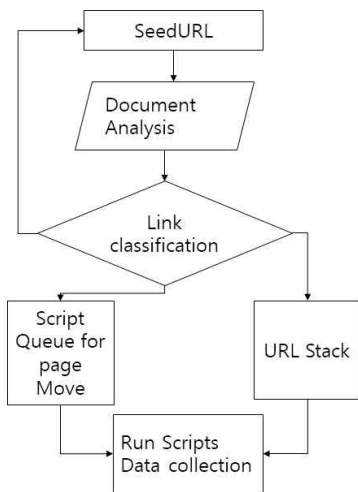 SeedURL
Document
Analysis
Link
classification
Script
Queue for
page
Move
URL Stack
Run Scripts
Data collection